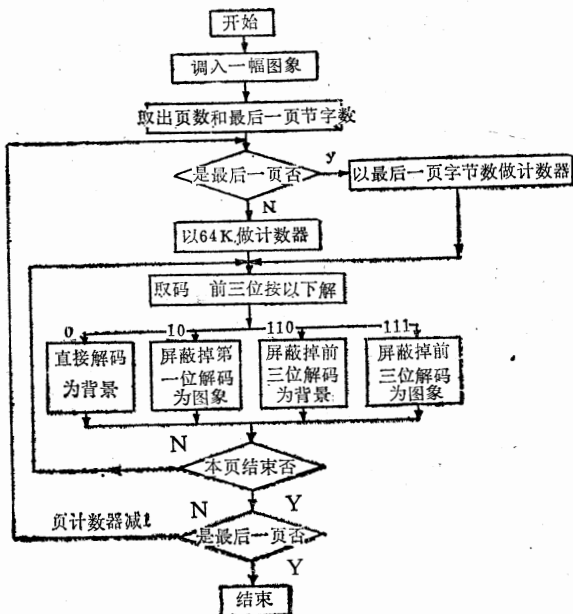 开始
调入一幅图象
取出页数和最后一页节字数
是最后一页否
y
以最后一页字节数做计数器
N
以64K做计数器
取码 前三位按以下解
0
10
110
111
直接解码
为背景
屏蔽掉第
一位解码
为图象
屏蔽掉前
三位解码
为背景
屏蔽掉前
三位解码
为图象
N
本页结束否
Y
页计数器减1
N
是最后一页否
Y
结束